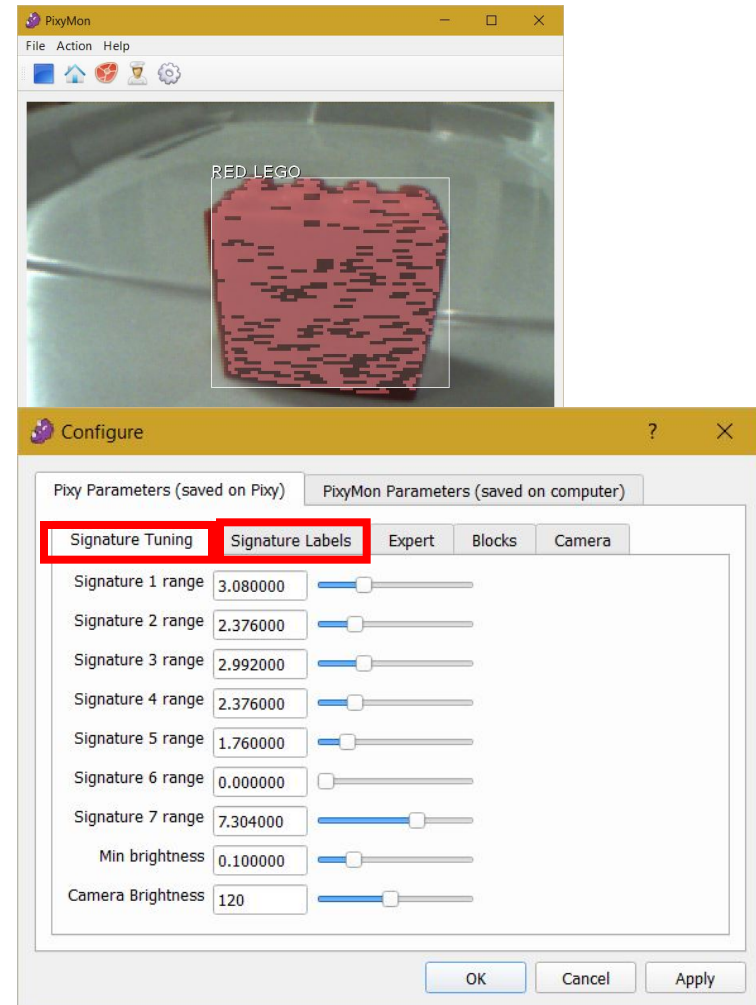 PixyMon
File Action Help
RED LEGO
Configure ?
Pixy Parameters (saved on Pixy) PixyMon Parameters (saved on computer)
Signature Tuning Signature Labels Expert Blocks Camera
Signature 1 range 3.080000
Signature 2 range 2.376000
Signature 3 range 2.992000
Signature 4 range 2.376000
Signature 5 range 1.760000
Signature 6 range 0.000000
Signature 7 range 7.304000
Min brightness 0.100000
Camera Brightness 120
OK Cancel Apply